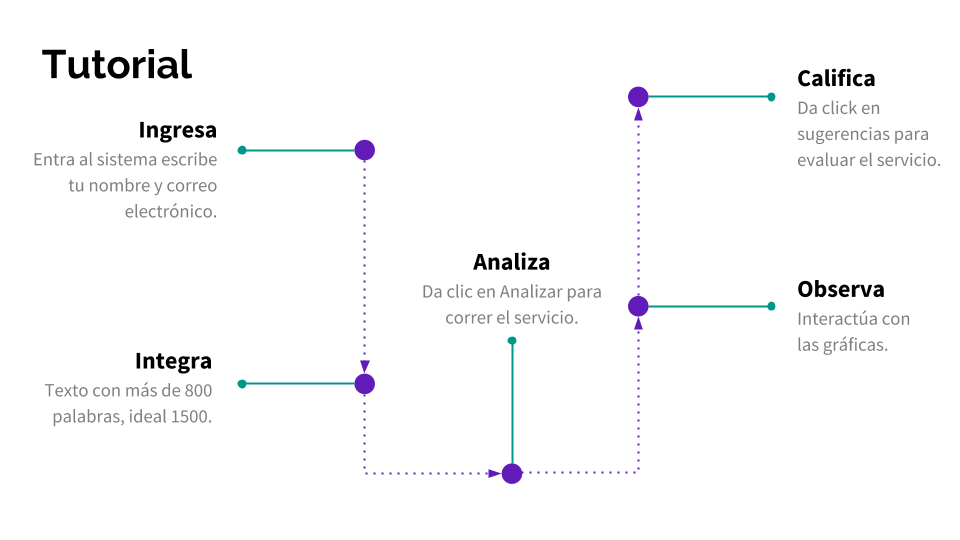 Tutorial
Ingresa
Entra al sistema escribe
tu nombre y correo
electrónico.
Integra
Texto con más de 800
palabras, ideal 1500.
Analiza
Da clic en Analizar para
correr el servicio.
Observa
Interactúa con
las gráficas.
Califica
Da click en
sugerencias para
evaluar el servicio.